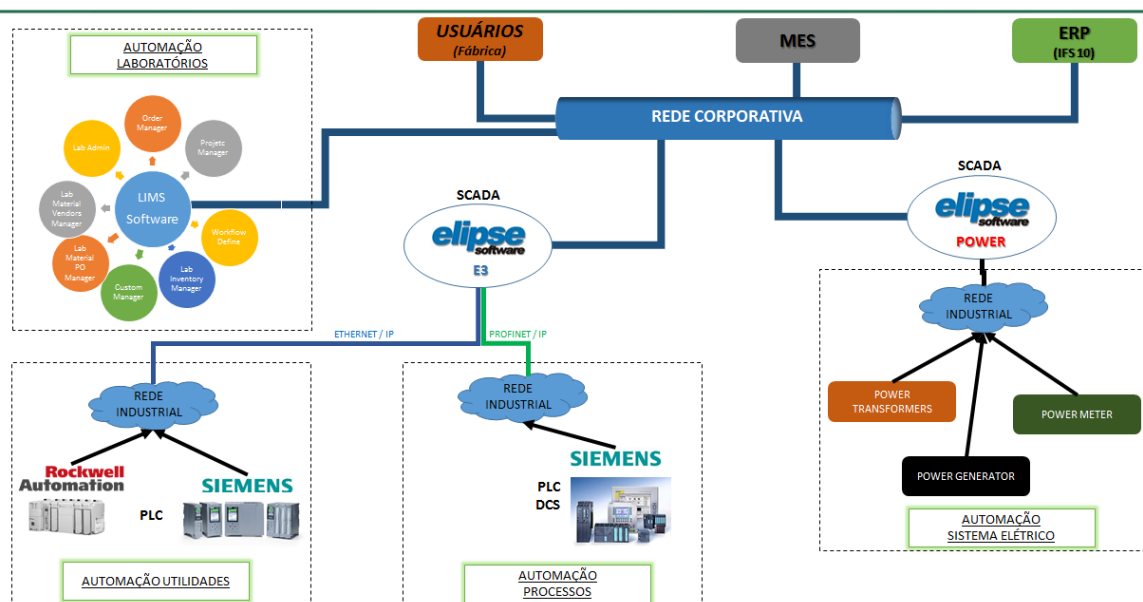 AUTOMAÇÃO
LABORATÓRIOS
USUÁRIOS
(Fábrica)
MES
ERP
(IFS 10)
REDE CORPORATIVA
Order
Manager
Projetc
Manager
Lab Admin
LIMS
Software
Lab
Material
Vendors
Manager
Workflow
Define
Lab
Material
PO
Manager
Lab
Inventory
Manager
Custom
Manager
SCADA
elipse
software
E3
SCADA
elipse
software
POWER
ETHERNET / IP
PROFINET / IP
REDE
INDUSTRIAL
Rockwell
Automation
SIEMENS
PLC
AUTOMAÇÃO UTILIDADES
REDE
INDUSTRIAL
SIEMENS
PLC
DCS
AUTOMAÇÃO
PROCESSOS
REDE
INDUSTRIAL
POWER
TRANSFORMERS
POWER METER
POWER GENERATOR
AUTOMAÇÃO
SISTEMA ELÉTRICO